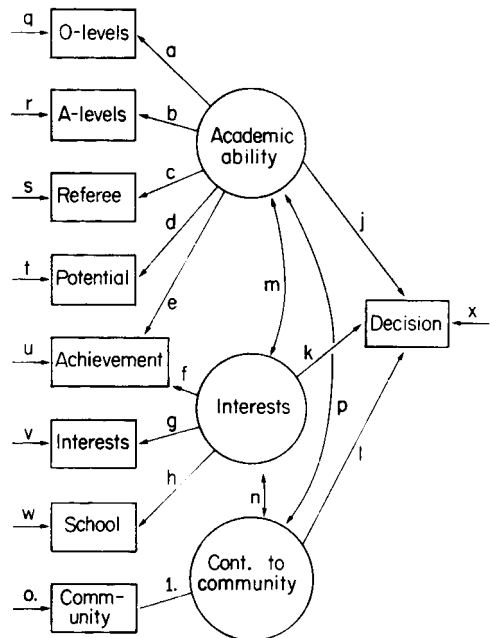 q
O-levels
a
r
A-levels
b
Academic
ability
s
Referee
c
t
Potential
d
j
e
m
u
Achievement
f
k
Decision
x
v
Interests
g
Interests
p
l
h
w
School
n
o.
Comm-
unity
1.
Cont. to
community